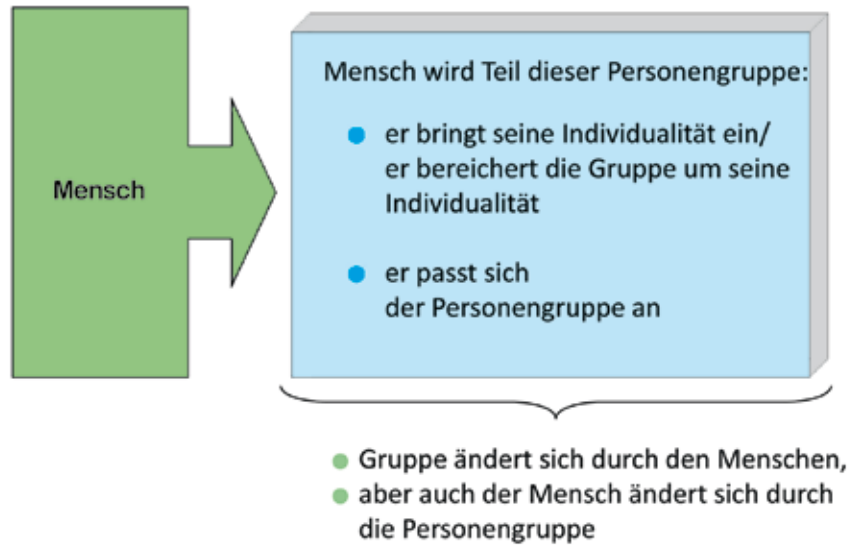 Mensch
Mensch wird Teil dieser Personengruppe:
er bringt seine Individualität ein/
er bereichert die Gruppe um seine
Individualität
er passt sich
der Personengruppe an
Gruppe ändert sich durch den Menschen,
aber auch der Mensch ändert sich durch
die Personengruppe